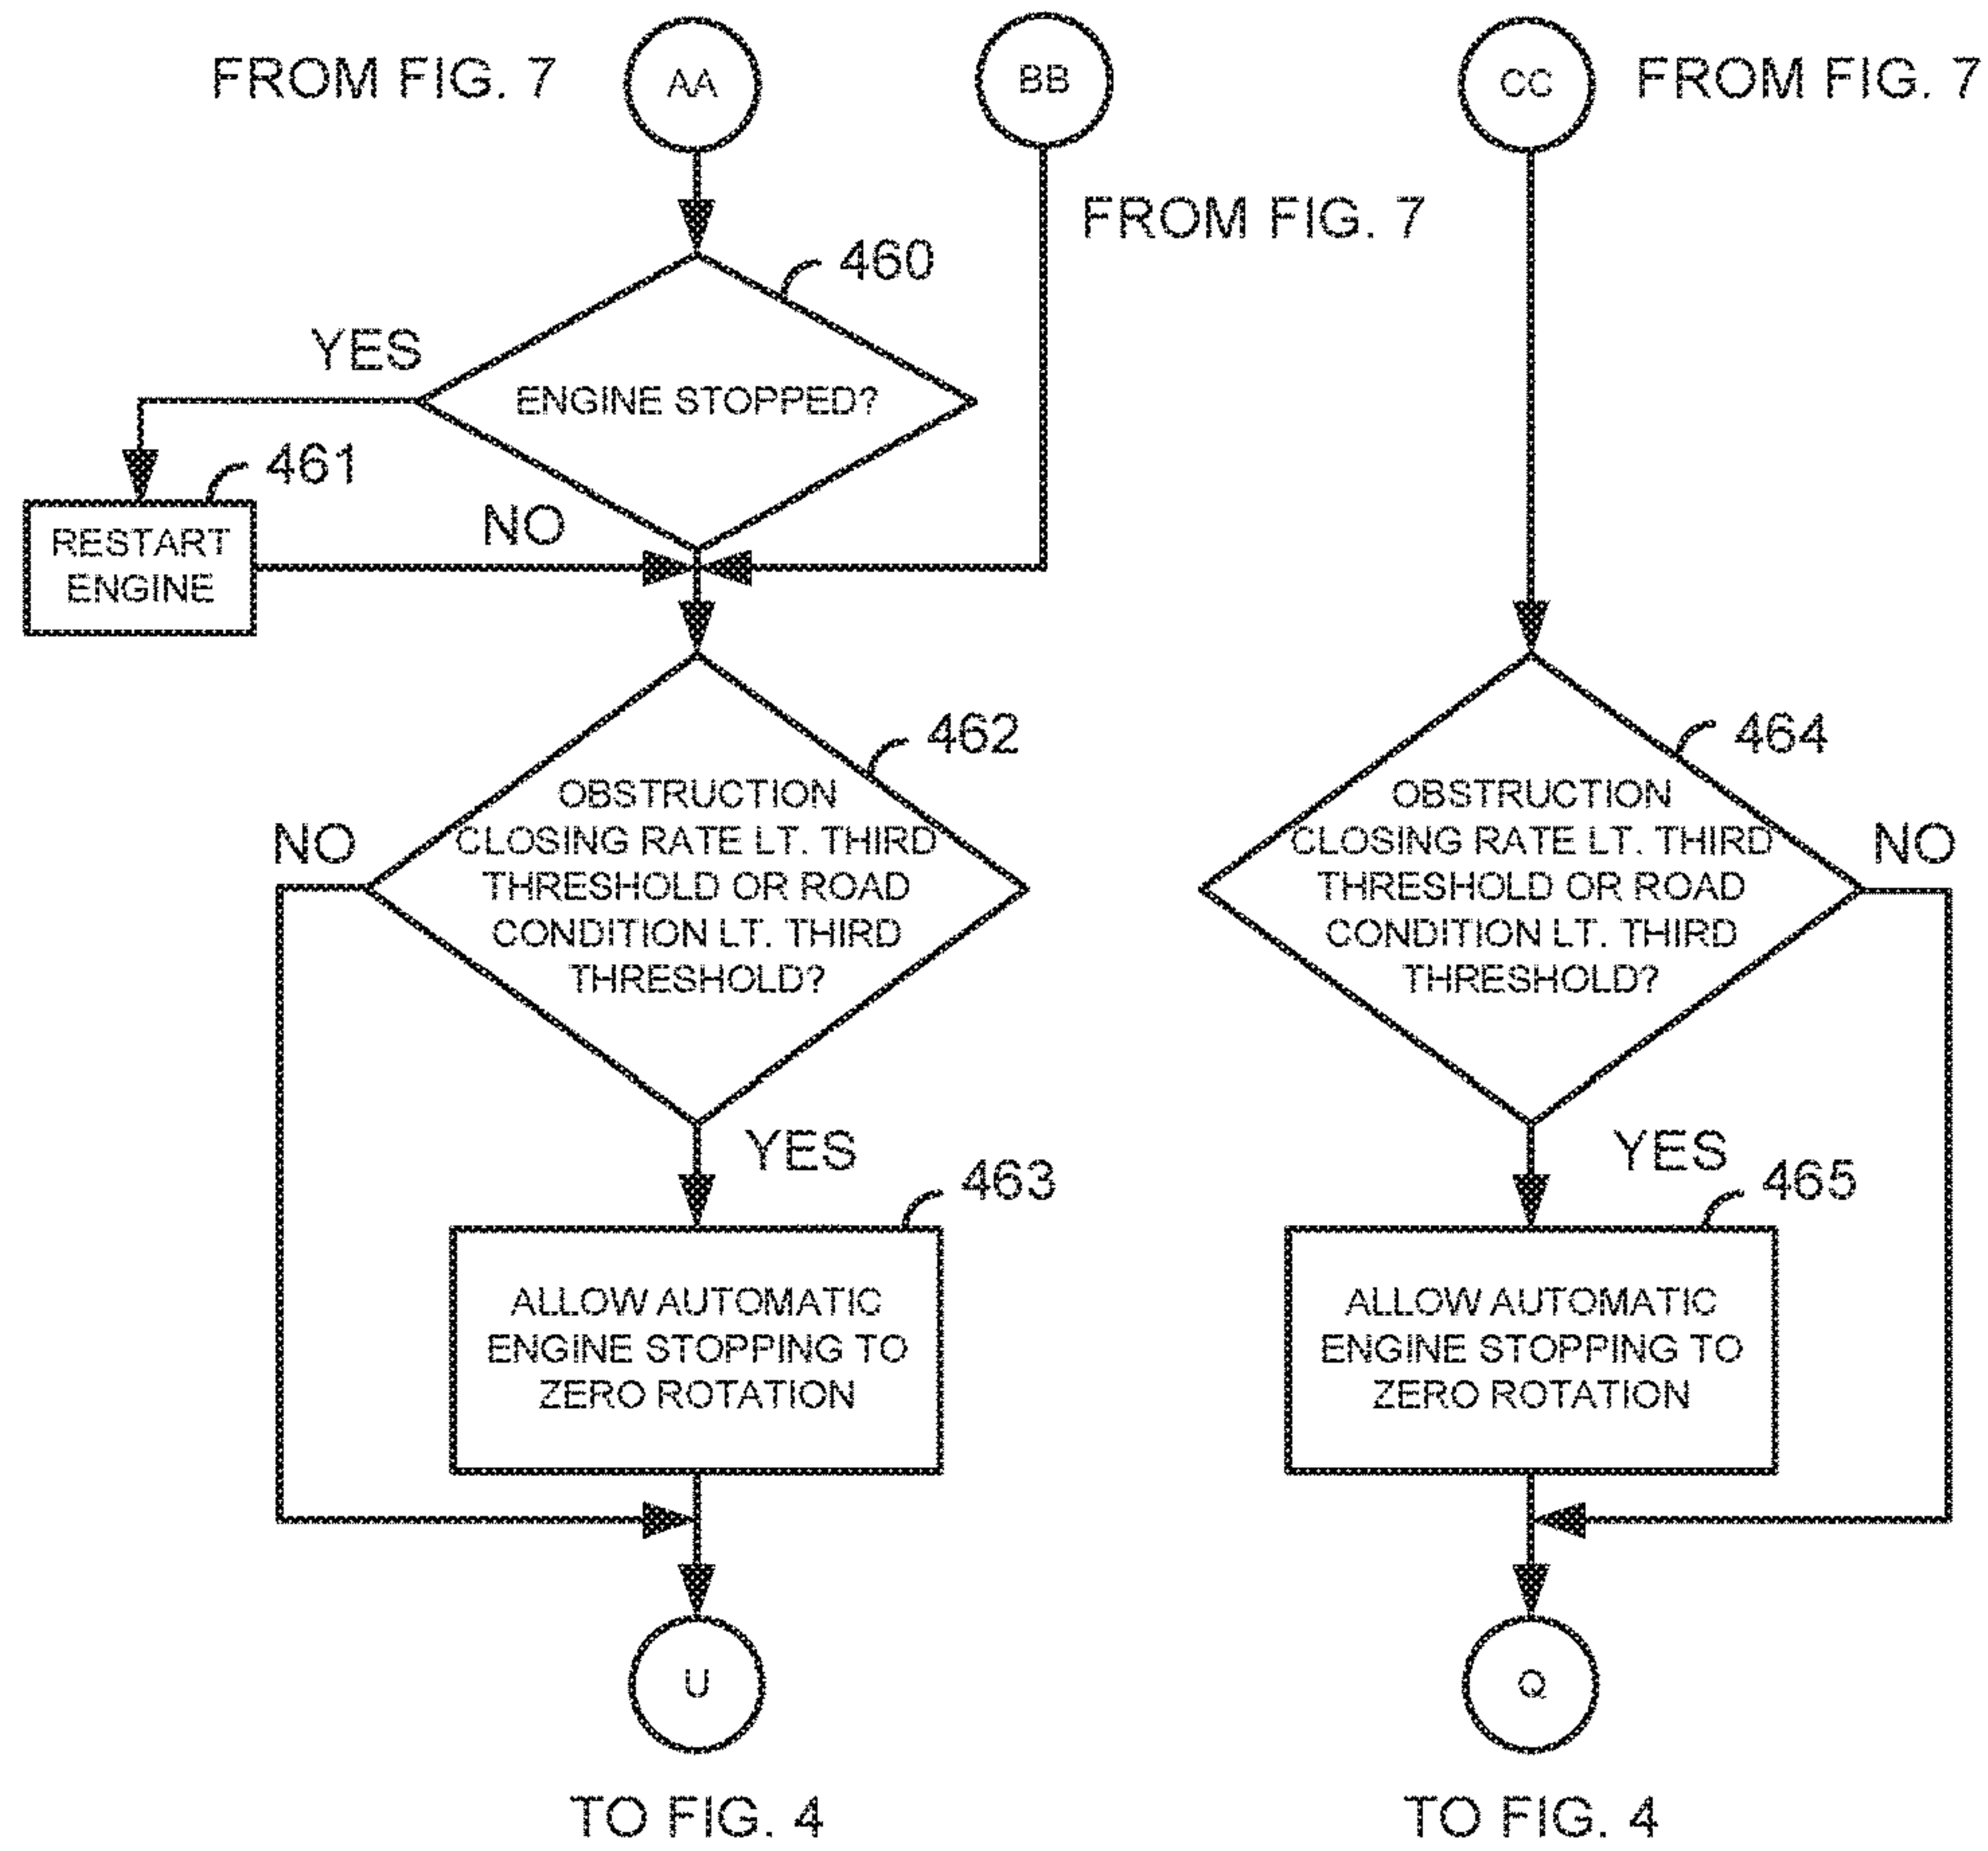 FROM FIG. 7
AA
BB
CC
FROM FIG. 7
FROM FIG. 7
460
YES
ENGINE STOPPED?
461
NO
RESTART
ENGINE
462
OBSTRUCTION
CLOSING RATE LT. THIRD
THRESHOLD OR ROAD
CONDITION LT. THIRD
THRESHOLD?
NO
YES
463
ALLOW AUTOMATIC
ENGINE STOPPING TO
ZERO ROTATION
U
TO FIG. 4
464
OBSTRUCTION
CLOSING RATE LT. THIRD
THRESHOLD OR ROAD
CONDITION LT. THIRD
THRESHOLD?
NO
YES
465
ALLOW AUTOMATIC
ENGINE STOPPING TO
ZERO ROTATION
Q
TO FIG. 4